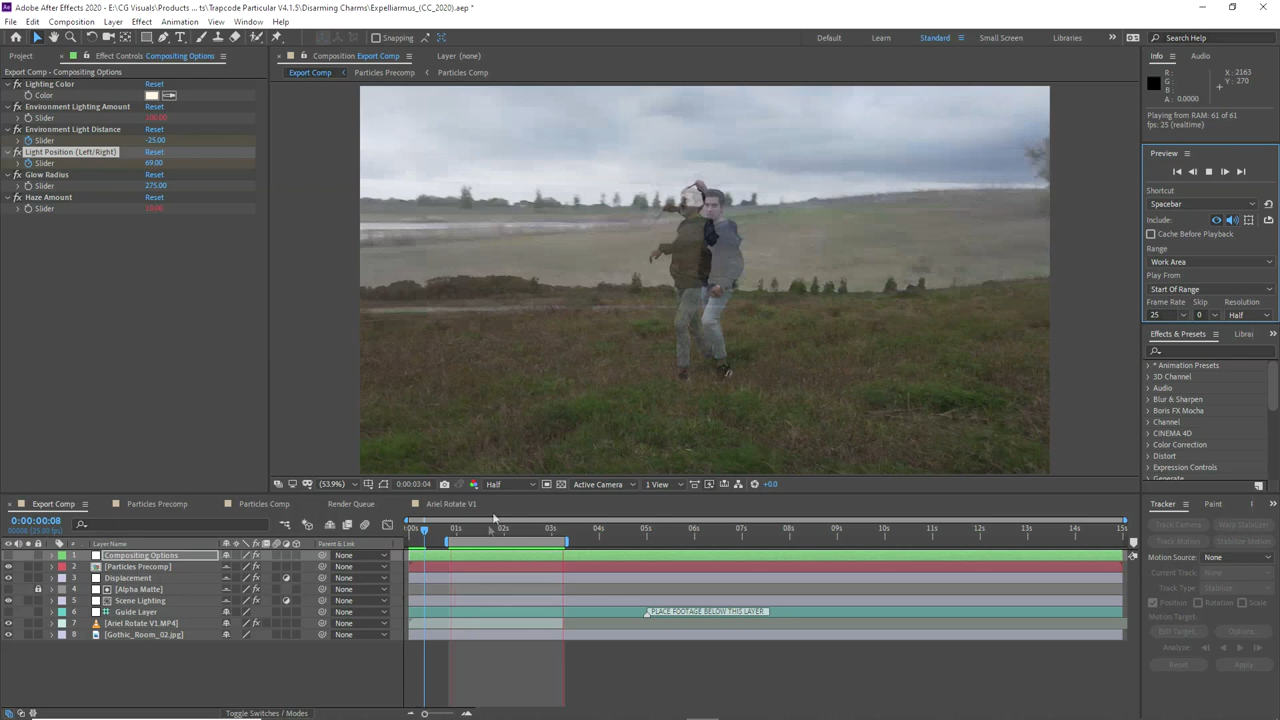 Adobe After Effects 2020 - E:\CG Visuals\Products ... ts\Trapcode Particular V4.1.5\Disarming Charms\Expelliarmus_(CC_2020).aep *
File Edit Composition Layer Effect Animation View Window Help
Snapping Default Learn Standard Small Screen Libraries Search Help
Project Effect Controls Compositing Options
Export Comp - Compositing Options
Lighting Color Reset
Color
Environment Lighting Amount Reset
Slider 100.00
Environment Light Distance Reset
Slider -25.00
Light Position (Left/Right) Reset
Slider 69.00
Glow Radius Reset
Slider 275.00
Haze Amount Reset
Slider 10.00
Composition Export Comp Layer (none)
Export Comp Particles Precomp Particles Comp
(53.9%) 0:00:03:04 Half Active Camera 1 View +0.0
Info Audio
R: X: 2163
G: Y: 270
B:
A: 0.0000
Playing from RAM: 61 of 61
fps: 25 (realtime)
Preview
Shortcut
Spacebar
Include:
Cache Before Playback
Range
Work Area
Play From
Start Of Range
Frame Rate Skip Resolution
25 0 Half
Effects & Presets Librai
* Animation Presets
3D Channel
Audio
Blur & Sharpen
Boris FX Mocha
Channel
CINEMA 4D
Color Correction
Distort
Expression Controls
Generate
Export Comp Particles Precomp Particles Comp Render Queue Ariel Rotate V1
0:00:00:08
00008 (25.00 fps)
:00s 01s 02s 03s 04s 05s 06s 07s 08s 09s 10s 11s 12s 13s 14s 15s
# Layer Name Parent & Link
1 Compositing Options None
2 [Particles Precomp] None
3 Displacement None
4 [Alpha Matte] None
5 Scene Lighting None
6 Guide Layer None
PLACE FOOTAGE BELOW THIS LAYER
7 [Ariel Rotate V1.MP4] None
8 [Gothic_Room_02.jpg] None
Toggle Switches / Modes
Tracker Paint
Track Camera Warp Stabilizer
Track Motion Stabilize Motion
Motion Source: None
Current Track: None
Track Type: Stabilize
Position Rotation Scale
Motion Target:
Edit Target... Options...
Analyze:
Reset Apply